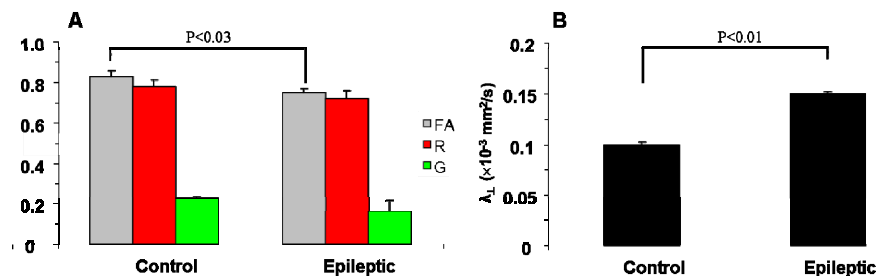 A
P<0.03
1.0
0.8
0.6
0.4
0.2
0
Control
Epileptic
FA
R
G
B
P<0.01
0.2
0.15
0.1
0.05
0
λ⊥ (×10⁻³ mm²/s)
Control
Epileptic